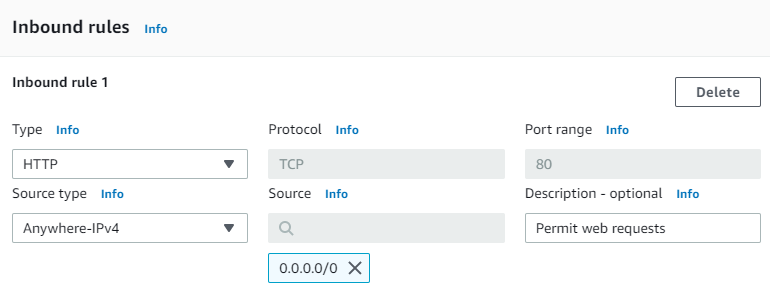 Inbound rules Info
Inbound rule 1
Delete
Type Info Protocol Info Port range Info
HTTP TCP 80
Source type Info Source Info Description - optional Info
Anywhere-IPv4 Permit web requests
0.0.0.0/0